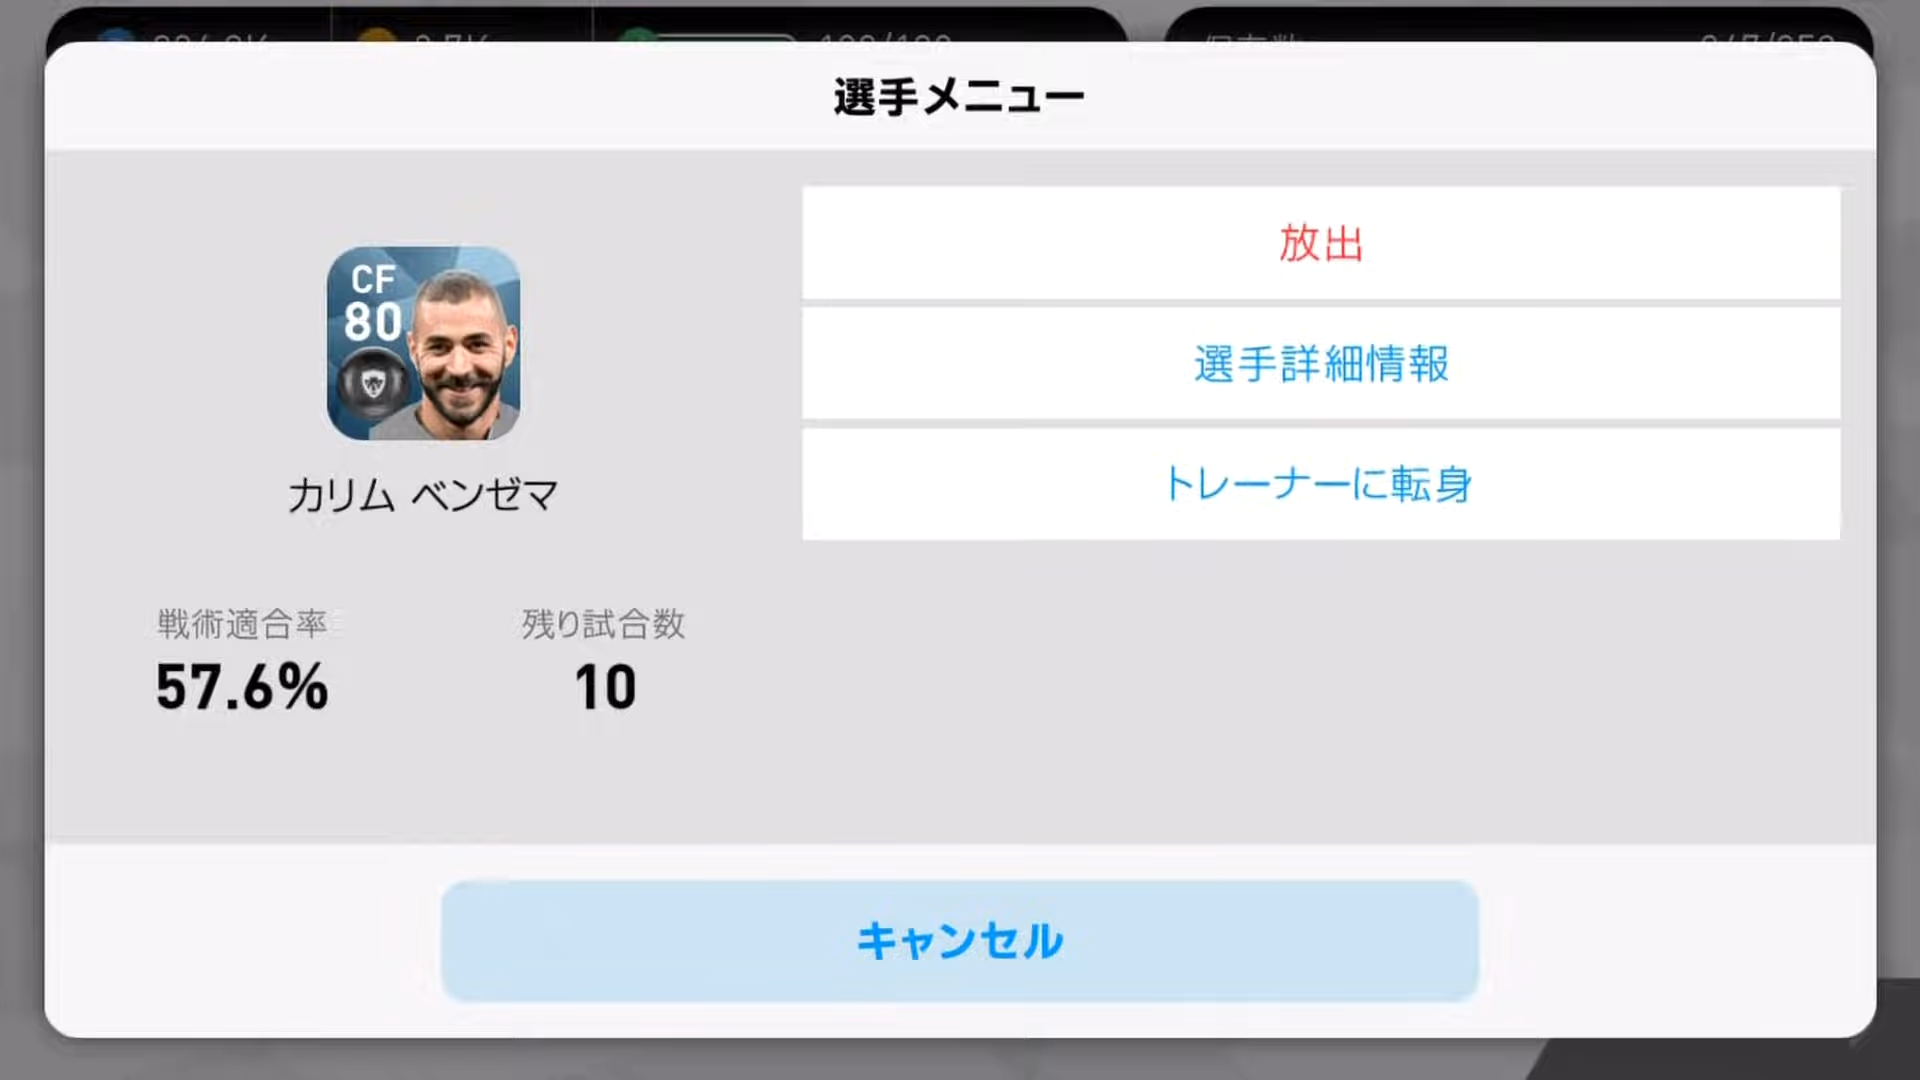 選手メニュー
CF
80
カリム ベンゼマ
戦術適合率
57.6%
残り試合数
10
放出
選手詳細情報
トレーナーに転身
キャンセル